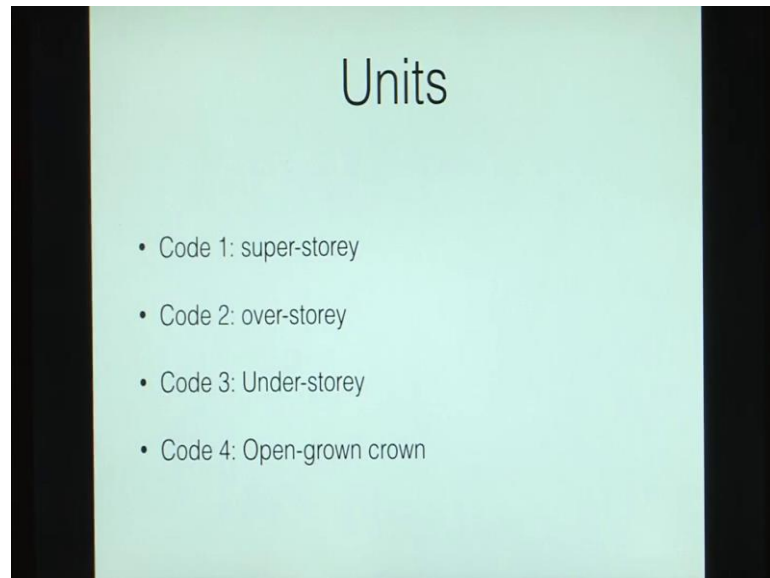 Units
• Code 1: super-storey
• Code 2: over-storey
• Code 3: Under-storey
• Code 4: Open-grown crown